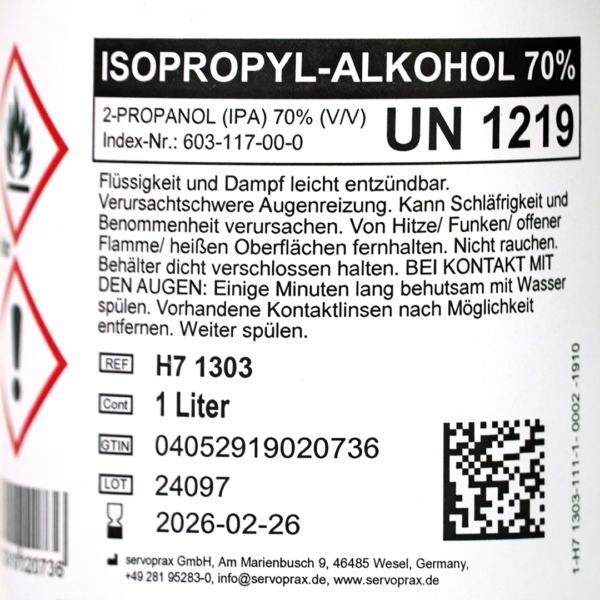 ISOPROPYL-ALKOHOL 70%
2-PROPANOL (IPA) 70% (V/V)
Index-Nr.: 603-117-00-0
UN 1219
Flüssigkeit und Dampf leicht entzündbar.
Verursachtschwere Augenreizung. Kann Schläfrigkeit und
Benommenheit verursachen. Von Hitze/ Funken/ offener
Flamme/ heißen Oberflächen fernhalten. Nicht rauchen.
Behälter dicht verschlossen halten. BEI KONTAKT MIT
DEN AUGEN: Einige Minuten lang behutsam mit Wasser
spülen. Vorhandene Kontaktlinsen nach Möglichkeit
entfernen. Weiter spülen.
REF H7 1303
Cont 1 Liter
GTIN 04052919020736
LOT 24097
2026-02-26
servoprax GmbH, Am Marienbusch 9, 46485 Wesel, Germany,
+49 281 95283-0, info@servoprax.de, www.servoprax.de
1-H7 1303-111-1- 0002 -1910